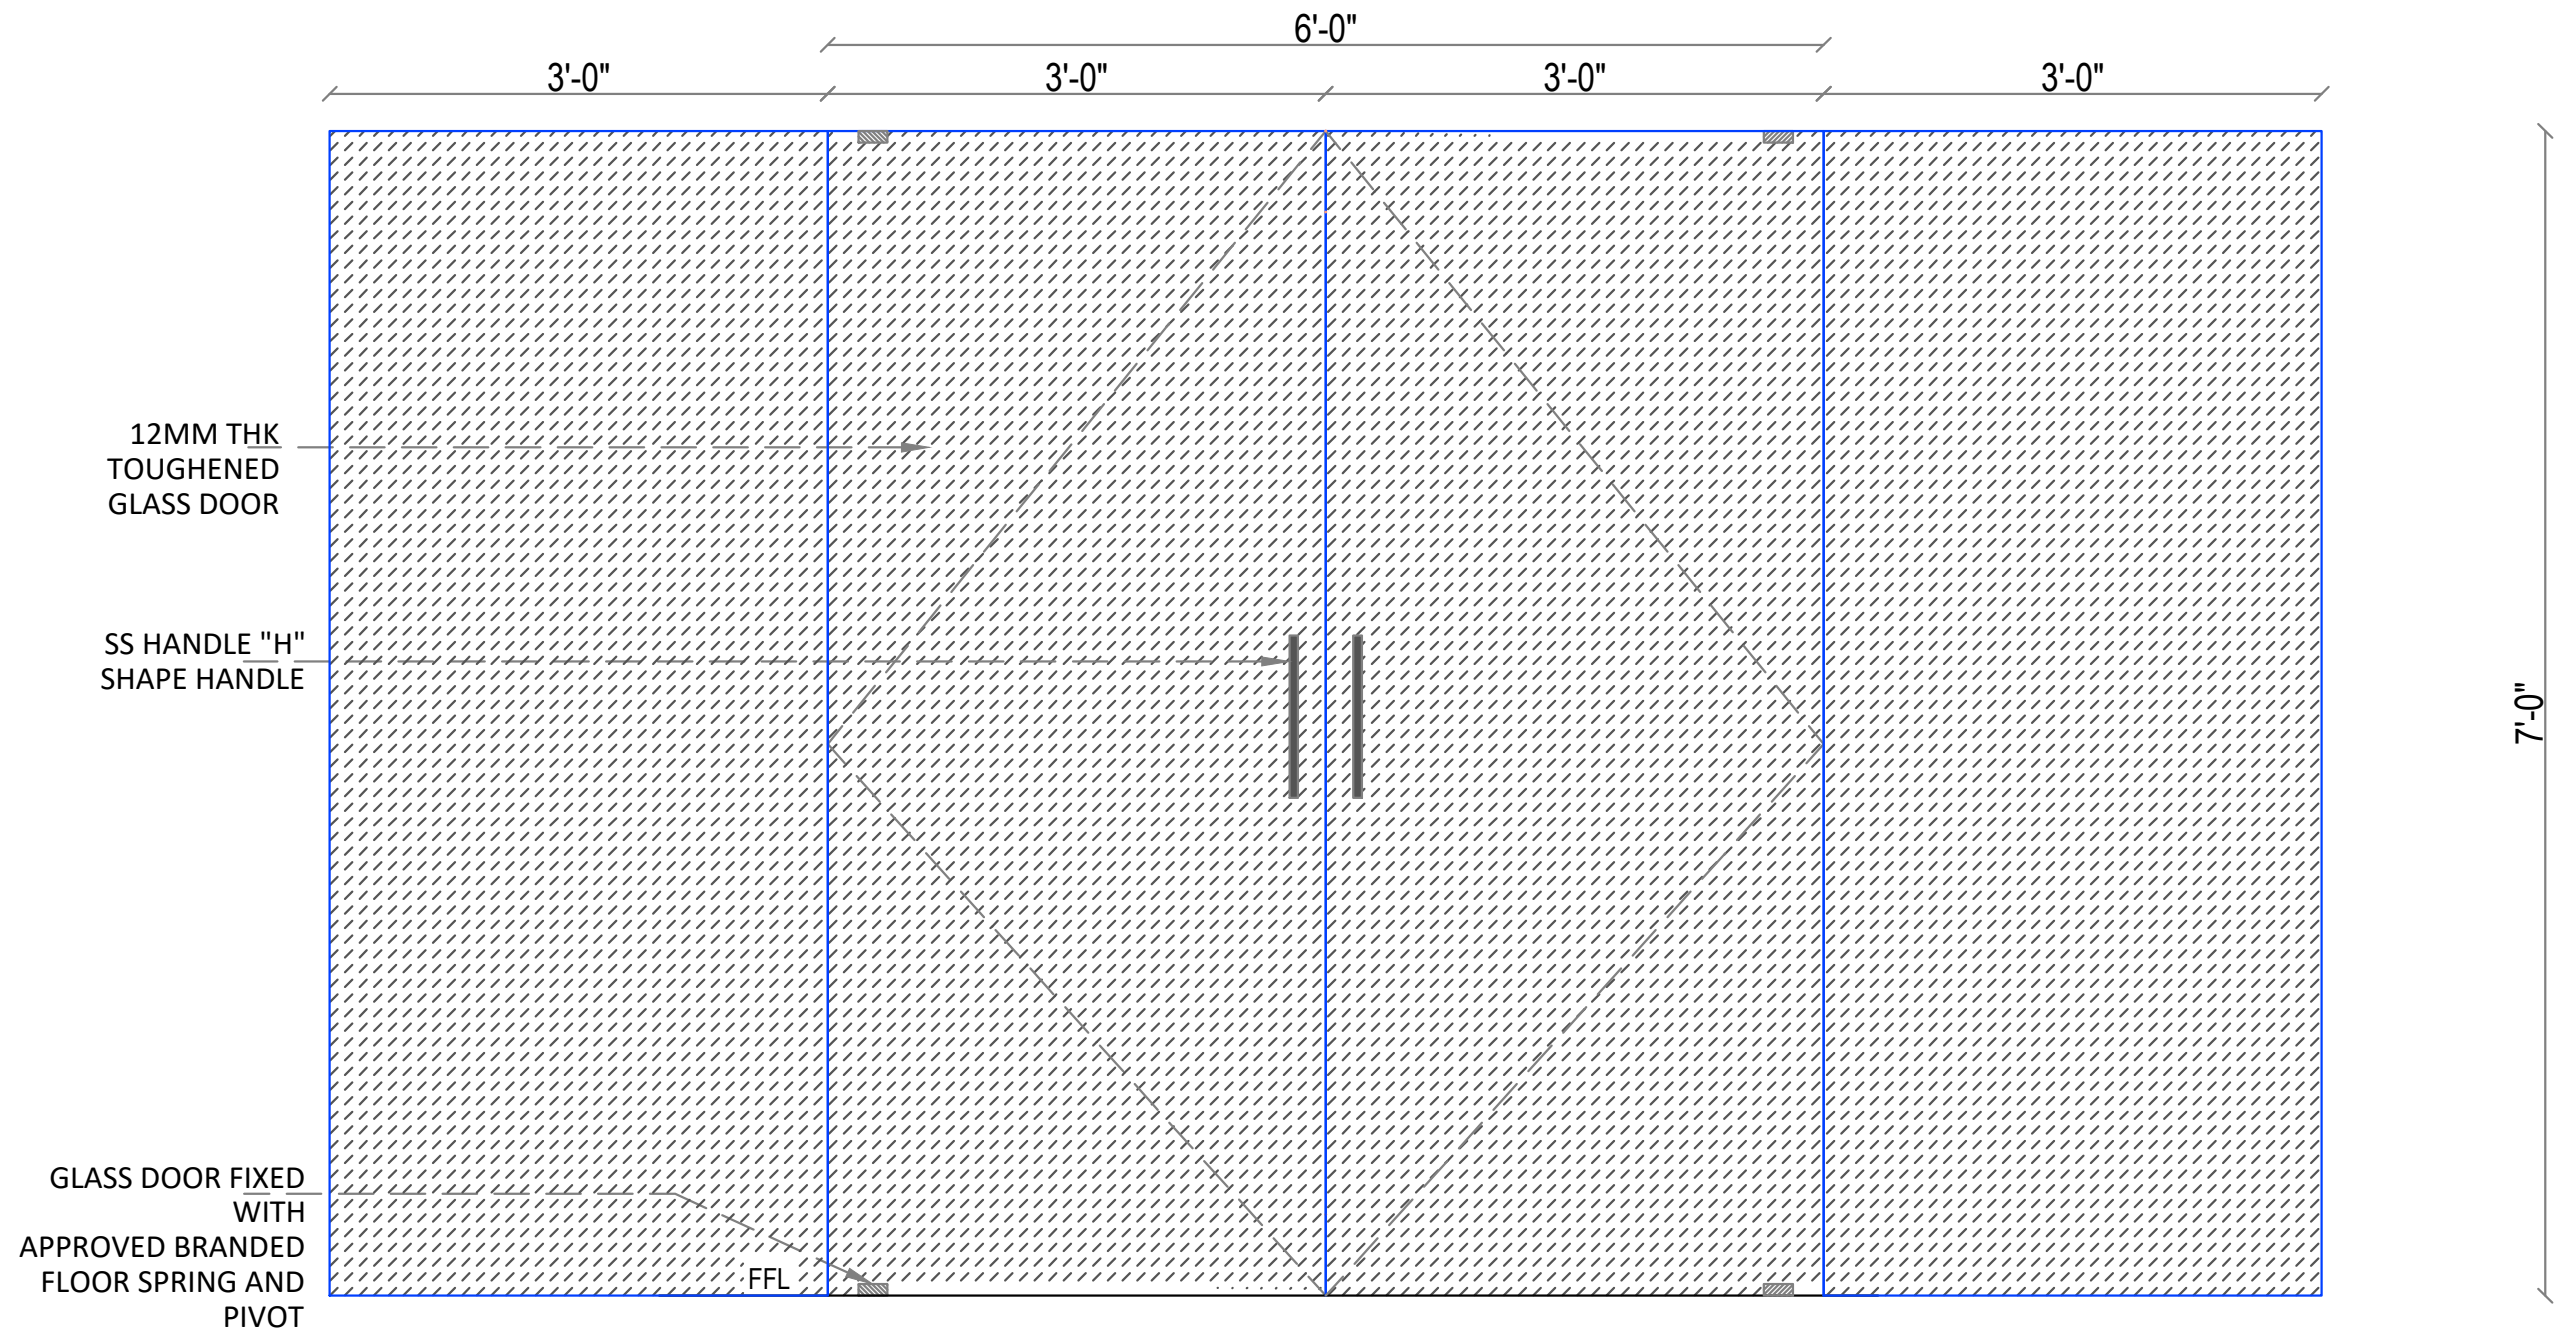 6'-0"
3'-0"
3'-0"
3'-0"
3'-0"
12MM THK
TOUGHENED
GLASS DOOR
SS HANDLE "H"
SHAPE HANDLE
7'-0"
GLASS DOOR FIXED
WITH
APPROVED BRANDED
FLOOR SPRING AND
PIVOT
FFL